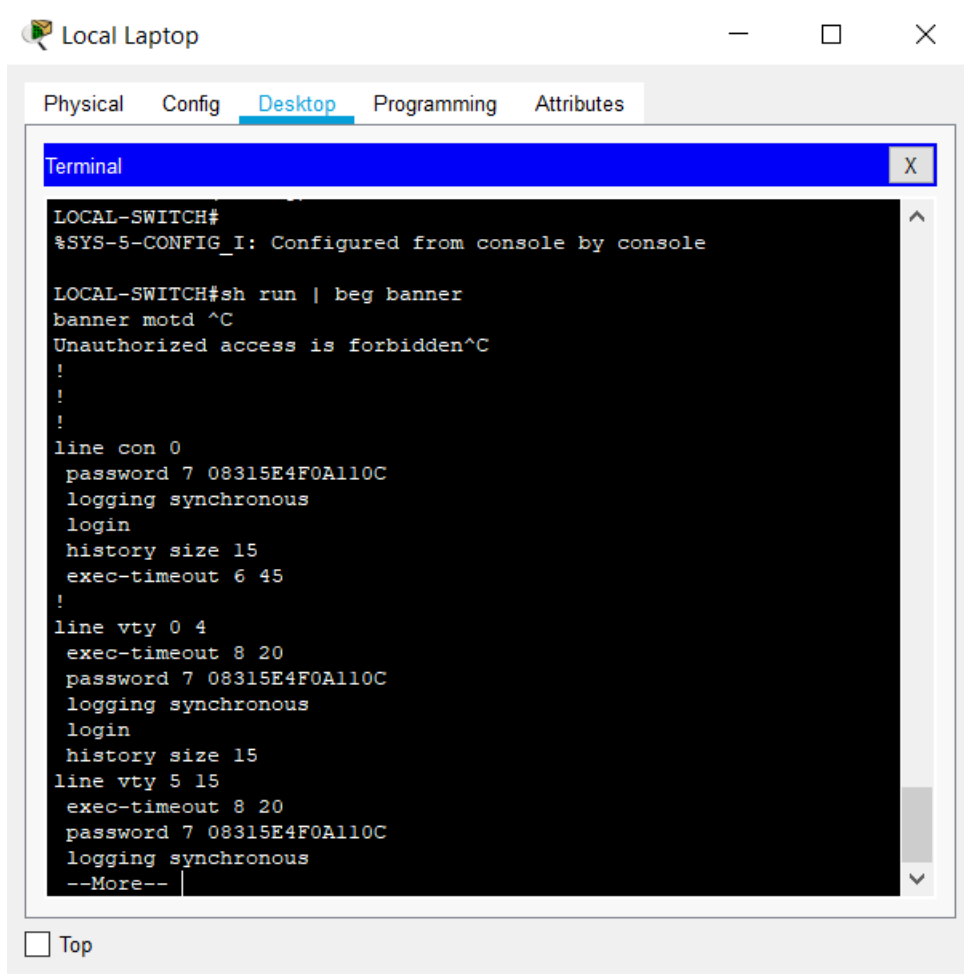 Local Laptop
Physical Config Desktop Programming Attributes
Terminal X
LOCAL-SWITCH#
%SYS-5-CONFIG_I: Configured from console by console
LOCAL-SWITCH#sh run | beg banner
banner motd ^C
Unauthorized access is forbidden^C
!
!
!
line con 0
password 7 08315E4F0A110C
logging synchronous
login
history size 15
exec-timeout 6 45
!
line vty 0 4
exec-timeout 8 20
password 7 08315E4F0A110C
logging synchronous
login
history size 15
line vty 5 15
exec-timeout 8 20
password 7 08315E4F0A110C
logging synchronous
--More--
Top